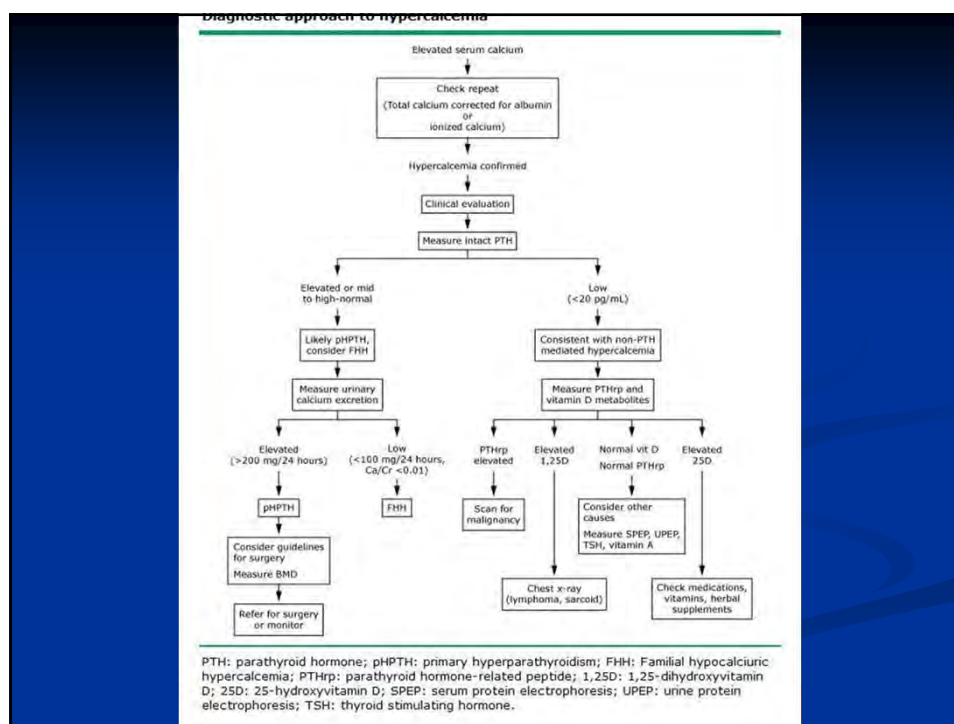 Diagnostic approach to hypercalcemia
Elevated serum calcium
Check repeat
(Total calcium corrected for albumin
or
ionized calcium)
Hypercalcemia confirmed
Clinical evaluation
Measure intact PTH
Elevated or mid
to high-normal
Low
(<20 pg/mL)
Likely pHPTH,
consider FHH
Consistent with non-PTH
mediated hypercalcemia
Measure urinary
calcium excretion
Measure PTHrp and
vitamin D metabolites
Elevated
(>200 mg/24 hours)
Low
(<100 mg/24 hours,
Ca/Cr <0.01)
PTHrp
elevated
Elevated
1,25D
Normal vit D
Normal PTHrp
Elevated
25D
pHPTH
FHH
Scan for
malignancy
Consider other
causes
Measure SPEP, UPEP,
TSH, vitamin A
Consider guidelines
for surgery
Measure BMD
Chest x-ray
(lymphoma, sarcoid)
Check medications,
vitamins, herbal
supplements
Refer for surgery
or monitor
PTH: parathyroid hormone; pHPTH: primary hyperparathyroidism; FHH: Familial hypocalciuric
hypercalcemia; PTHrp: parathyroid hormone-related peptide; 1,25D: 1,25-dihydroxyvitamin
D; 25D: 25-hydroxyvitamin D; SPEP: serum protein electrophoresis; UPEP: urine protein
electrophoresis; TSH: thyroid stimulating hormone.